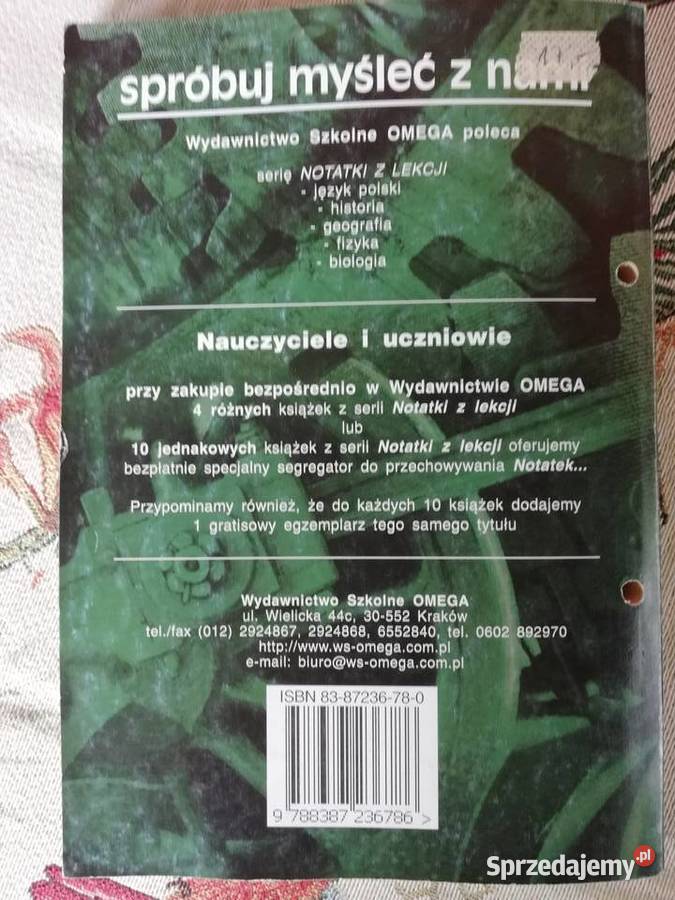 spróbuj myśleć z nami
17,-
Wydawnictwo Szkolne OMEGA poleca
serię NOTATKI Z LEKCJI
- język polski
- historia
- geografia
- fizyka
- biologia
Nauczyciele i uczniowie
przy zakupie bezpośrednio w Wydawnictwie OMEGA
4 różnych książek z serii Notatki z lekcji
lub
10 jednakowych książek z serii Notatki z lekcji oferujemy
bezpłatnie specjalny segregator do przechowywania Notatek...
Przypominamy również, że do każdych 10 książek dodajemy
1 gratisowy egzemplarz tego samego tytułu
Wydawnictwo Szkolne OMEGA
ul. Wielicka 44c, 30-552 Kraków
tel./fax (012) 2924867, 2924868, 6552840, tel. 0602 892970
http://www.ws-omega.com.pl
e-mail: biuro@ws-omega.com.pl
ISBN 83-87236-78-0
9 788387 236786 >
Sprzedajemy.pl